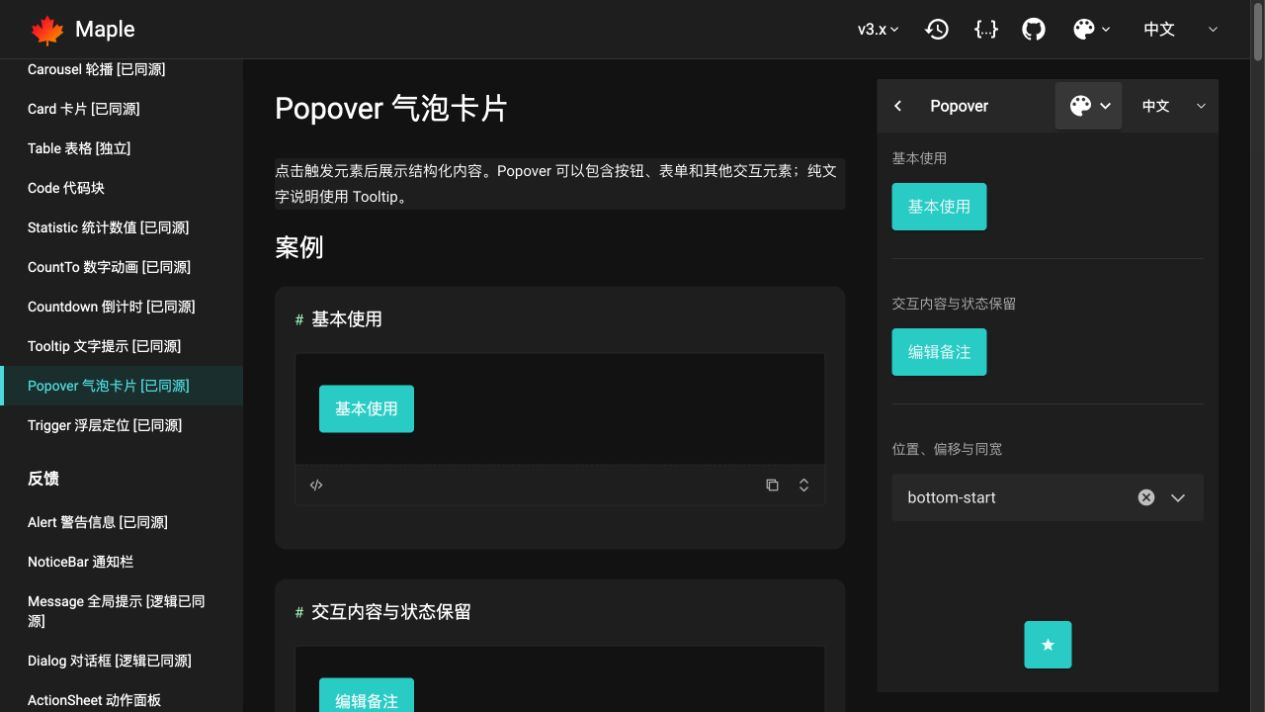 Maple
v3.x
中文
Carousel 轮播 [已同源]
Card 卡片 [已同源]
Table 表格 [独立]
Code 代码块
Statistic 统计数值 [已同源]
CountTo 数字动画 [已同源]
Countdown 倒计时 [已同源]
Tooltip 文字提示 [已同源]
Popover 气泡卡片 [已同源]
Trigger 浮层定位 [已同源]
反馈
Alert 警告信息 [已同源]
NoticeBar 通知栏
Message 全局提示 [逻辑已同
源]
Dialog 对话框 [逻辑已同源]
ActionSheet 动作面板
Popover 气泡卡片
点击触发元素后展示结构化内容。Popover 可以包含按钮、表单和其他交互元素；纯文
字说明使用 Tooltip。
案例
# 基本使用
基本使用
# 交互内容与状态保留
编辑备注
Popover
中文
基本使用
基本使用
交互内容与状态保留
编辑备注
位置、偏移与同宽
bottom-start